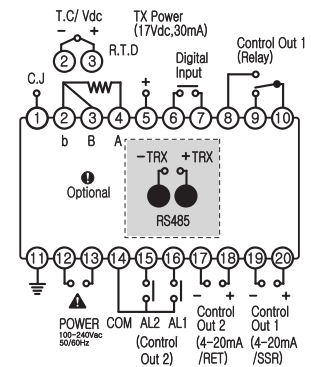 T.C/ Vdc
TX Power
(17Vdc,30mA)
− +
2 3
R.T.D
Digital
Input
Control Out 1
(Relay)
C.J
+
1 2 3 4 5 6 7 8 9 10
b B A
−TRX +TRX
Optional
RS485
11 12 13 14 15 16 17 18 19 20
− + − +
POWER
100-240Vac
50/60Hz
COM AL2 AL1
(Control
Out 2)
Control
Out 2
(4-20mA
/RET)
Control
Out 1
(4-20mA
/SSR)